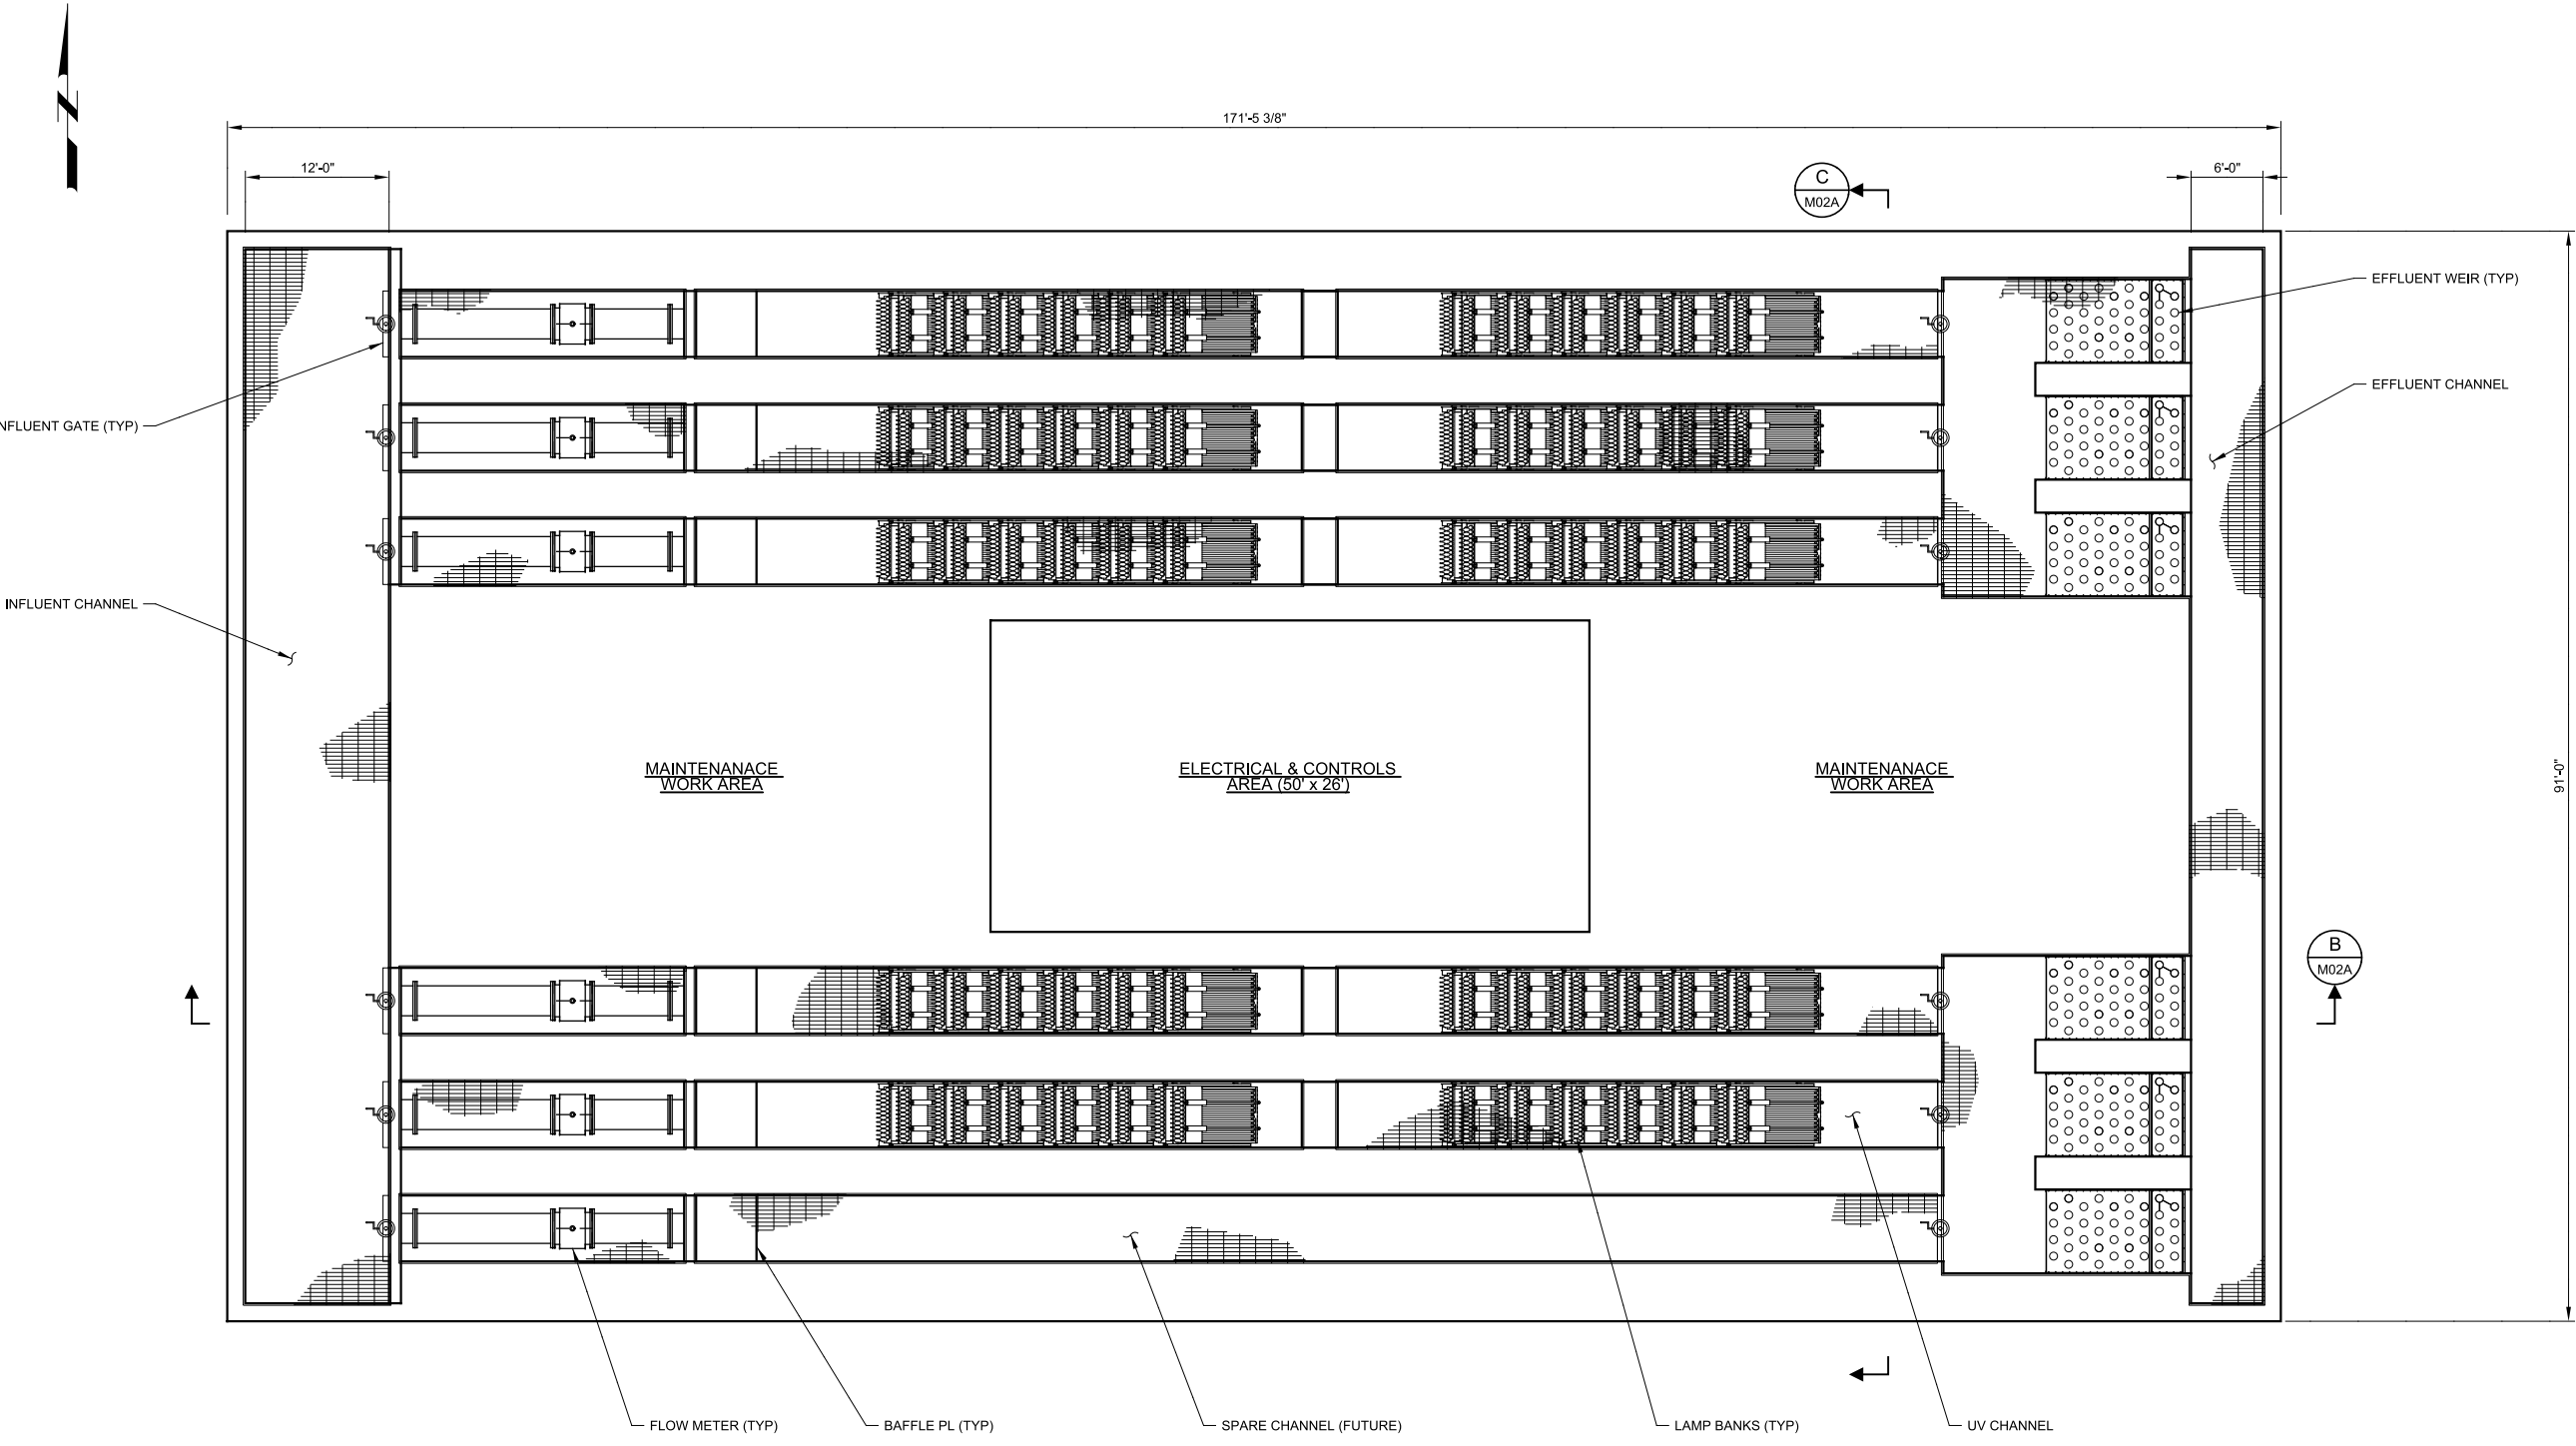 171'-5 3/8"
12'-0"
6'-0"
C
M02A
EFFLUENT WEIR (TYP)
EFFLUENT CHANNEL
NFLUENT GATE (TYP)
INFLUENT CHANNEL
MAINTENANACE
WORK AREA
ELECTRICAL & CONTROLS
AREA (50' x 26')
MAINTENANACE
WORK AREA
91'-0"
B
M02A
FLOW METER (TYP)
BAFFLE PL (TYP)
SPARE CHANNEL (FUTURE)
LAMP BANKS (TYP)
UV CHANNEL